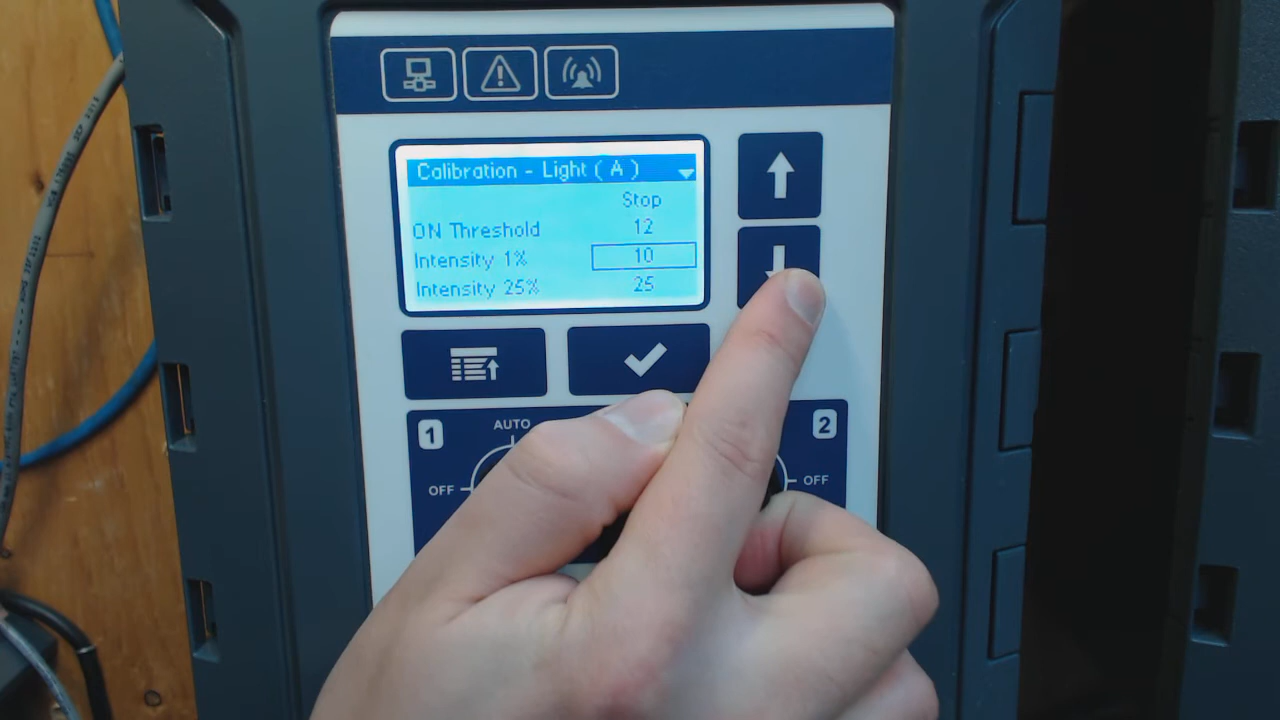 Calibration - Light ( A )
Stop
ON Threshold 12
Intensity 1% 10
Intensity 25% 25
1 AUTO 2
OFF OFF